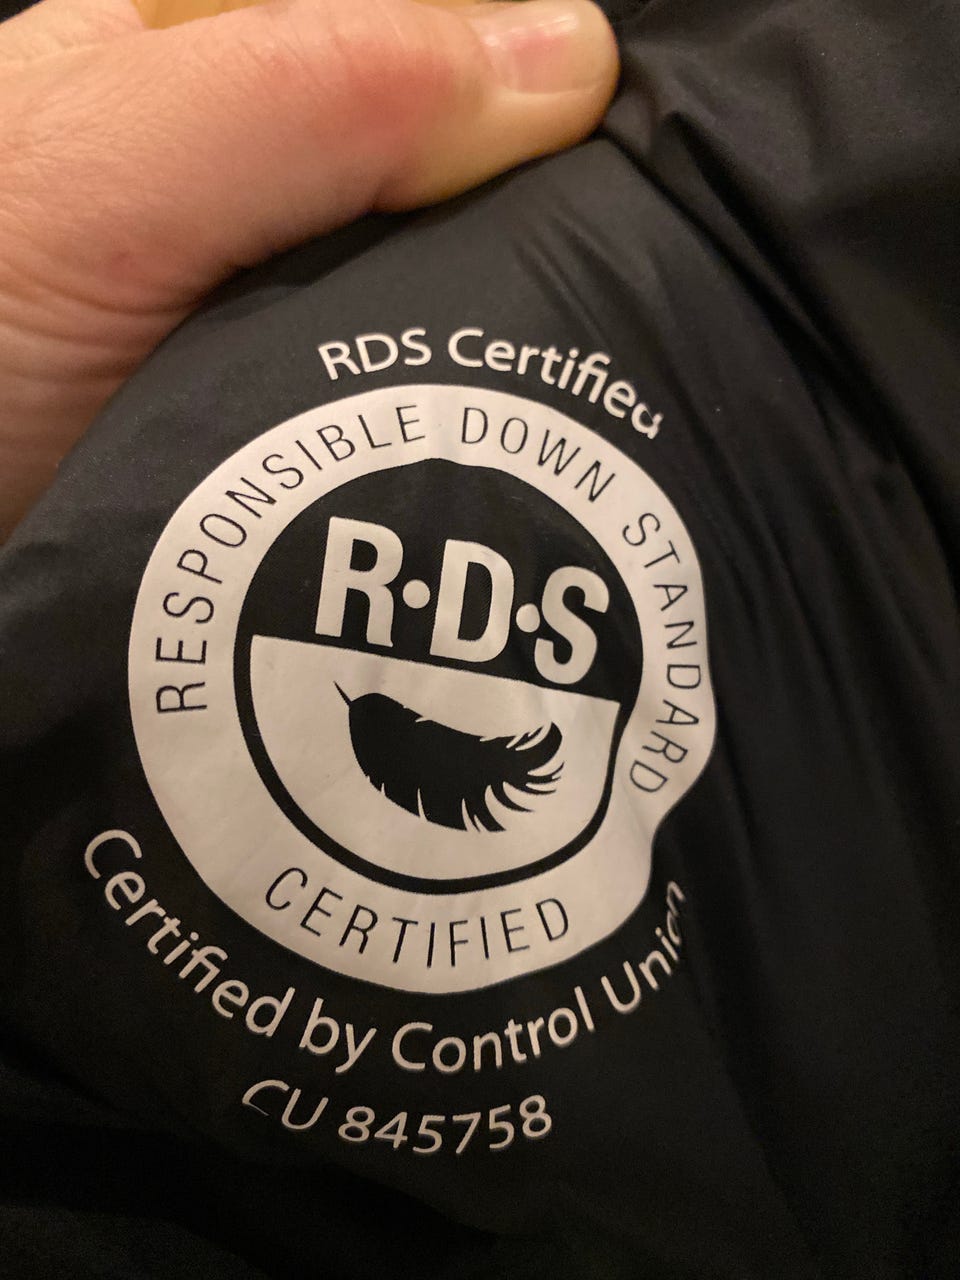 RDS Certified
RESPONSIBLE DOWN STANDARD
R·D·S
CERTIFIED
Certified by Control Union
CU 845758